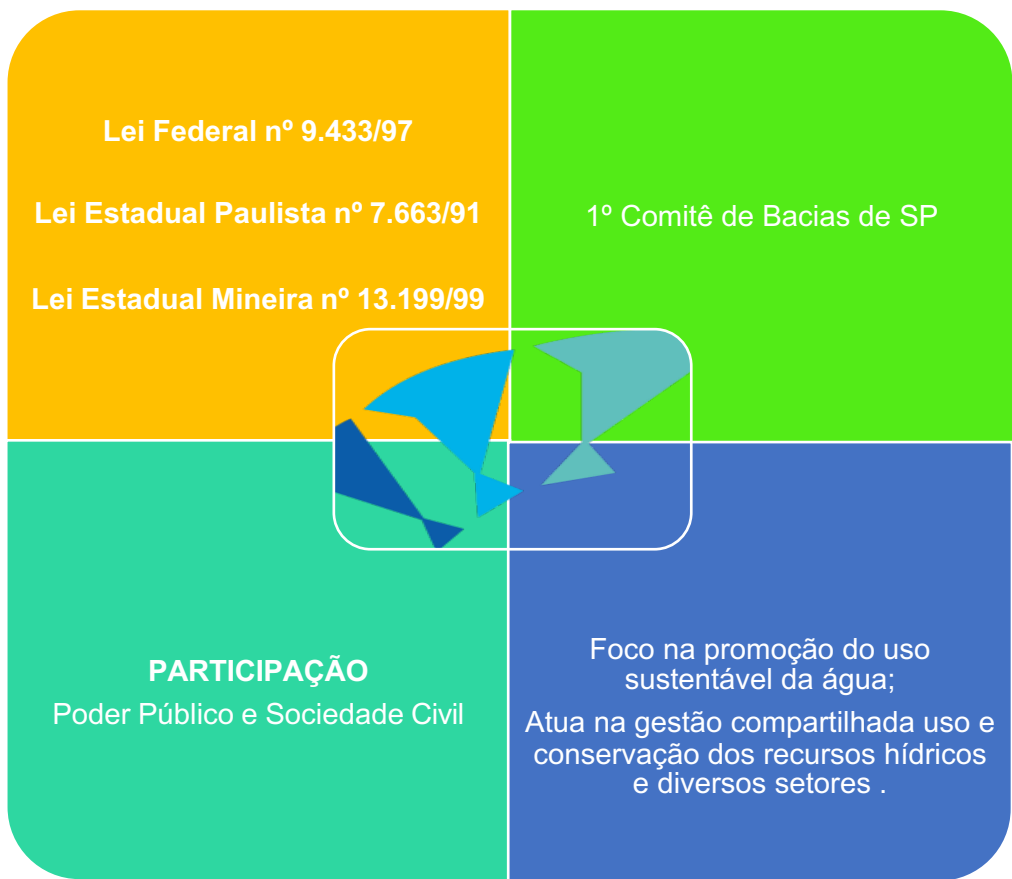 Lei Federal nº 9.433/97
Lei Estadual Paulista nº 7.663/91
Lei Estadual Mineira nº 13.199/99
1º Comitê de Bacias de SP
PARTICIPAÇÃO
Poder Público e Sociedade Civil
Foco na promoção do uso
sustentável da água;
Atua na gestão compartilhada uso e
conservação dos recursos hídricos
e diversos setores .